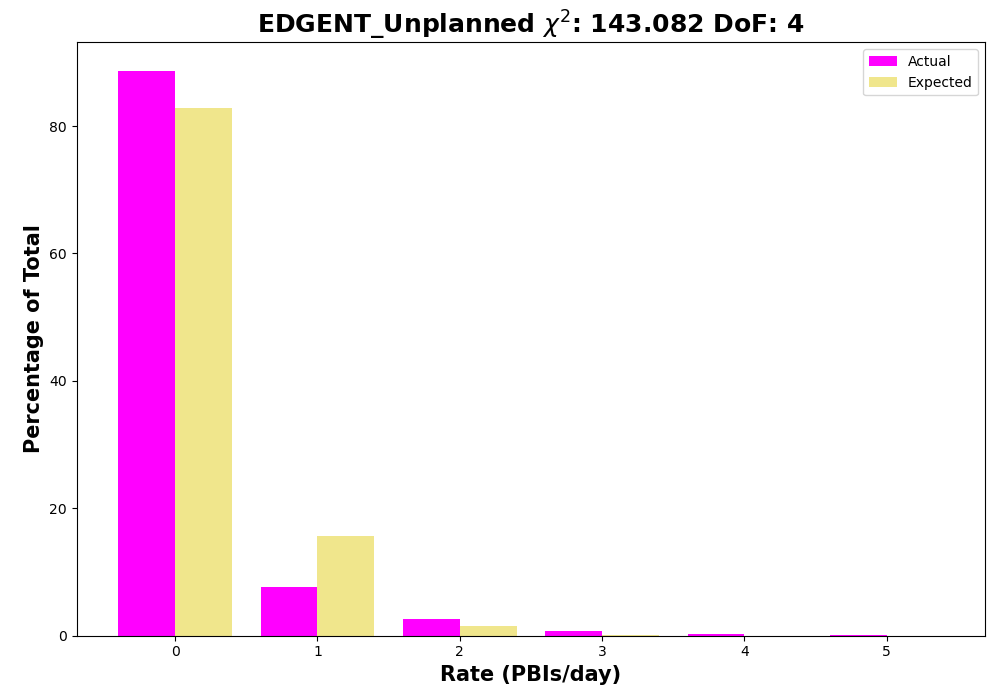 EDGENT_Unplanned χ²: 143.082 DoF: 4
Actual
Expected
Percentage of Total
80
60
40
20
0
0 1 2 3 4 5
Rate (PBIs/day)